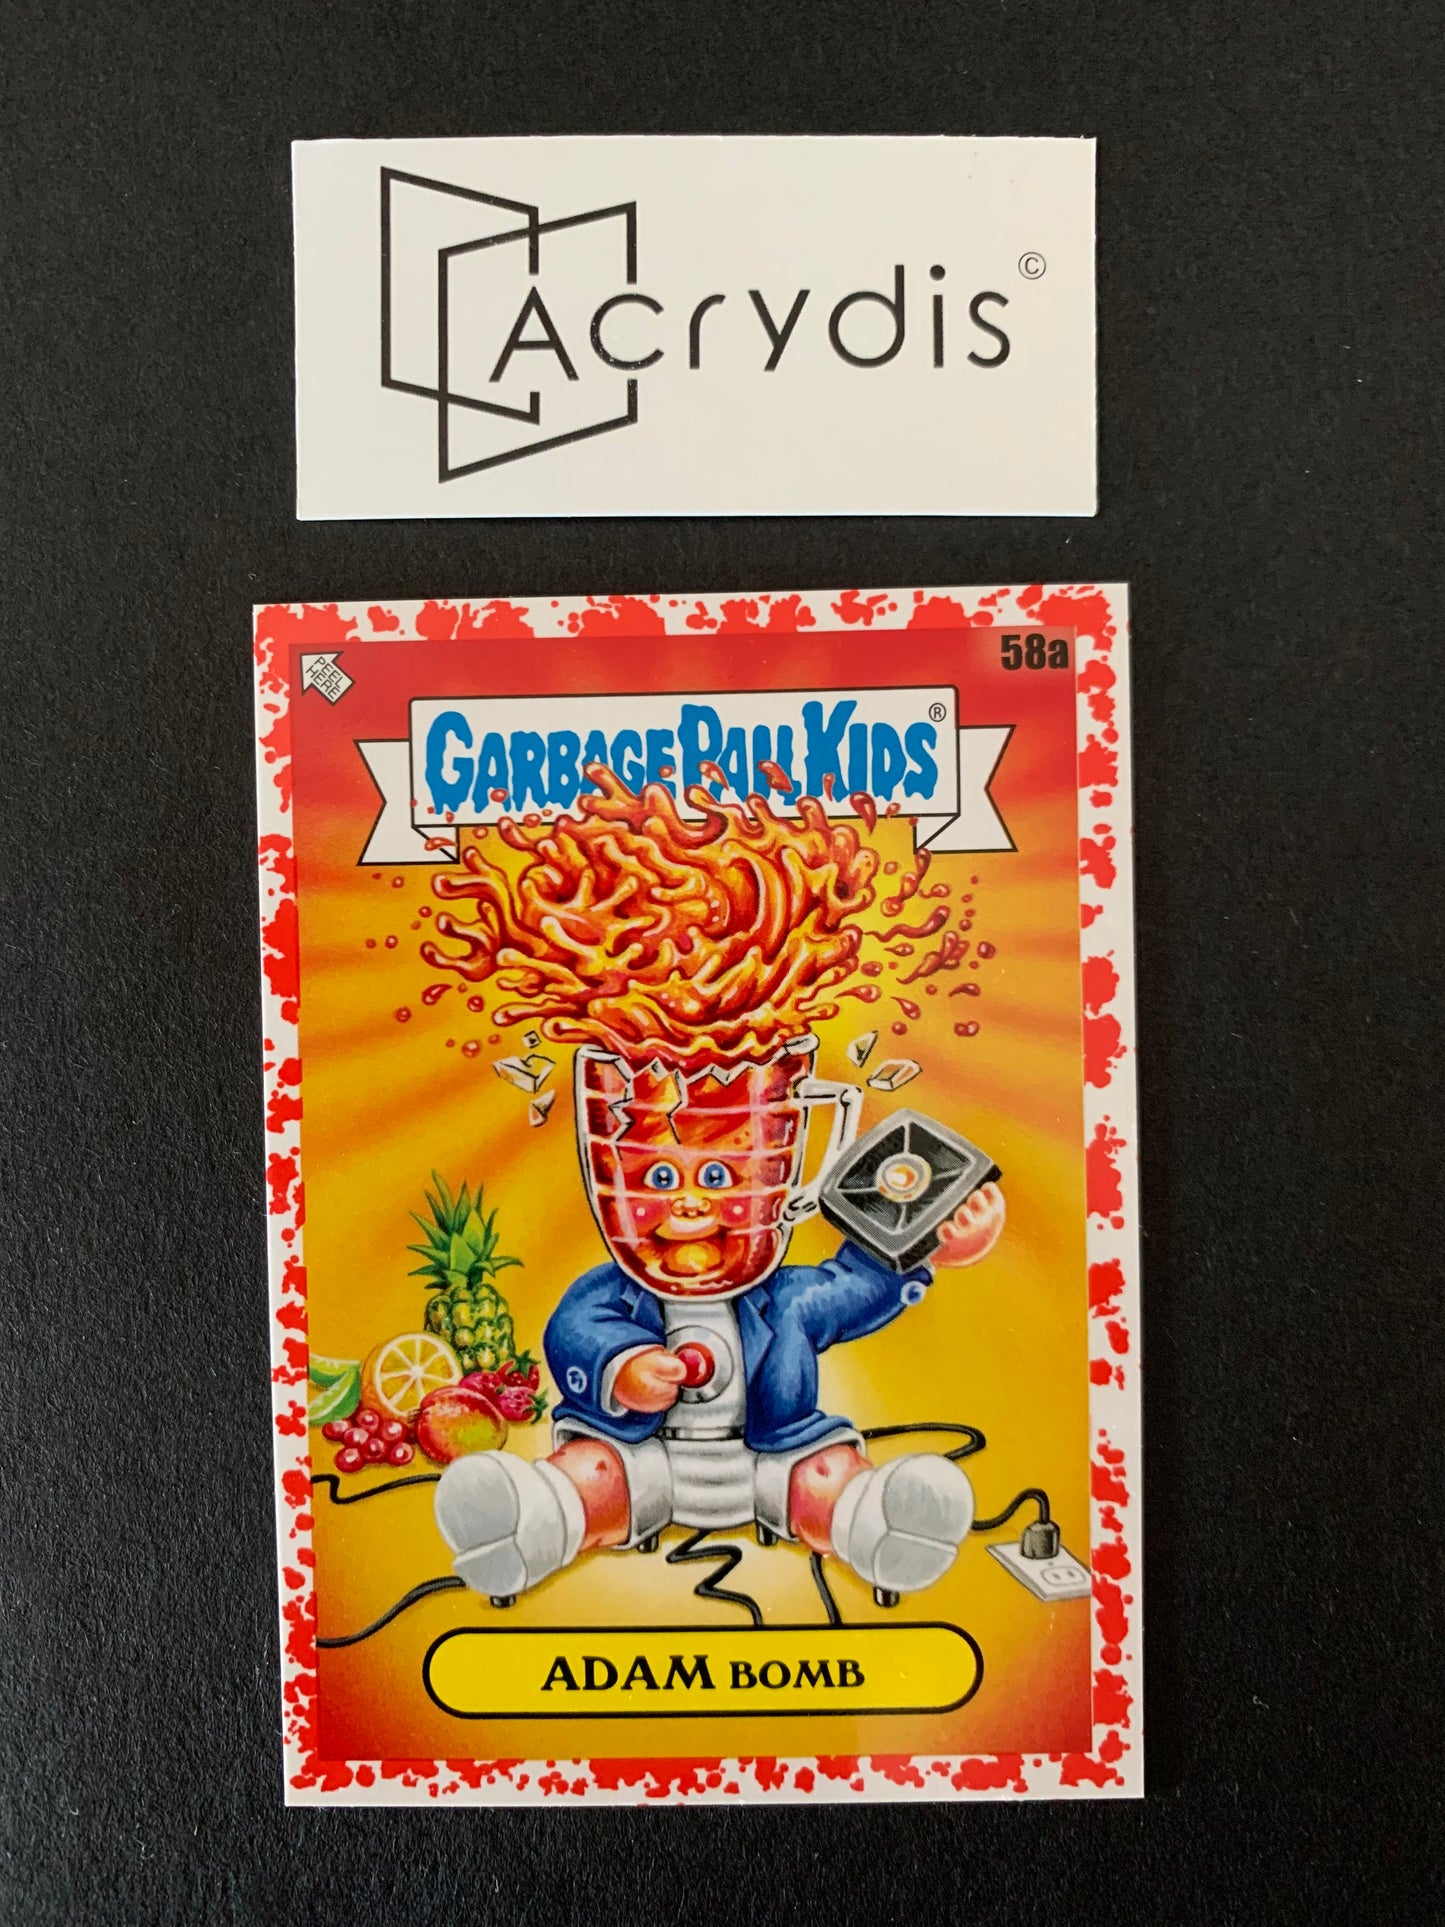 Acrydis©
58a
PEEL
HERE
GARBAGE PAIL KIDS®
ADAM BOMB